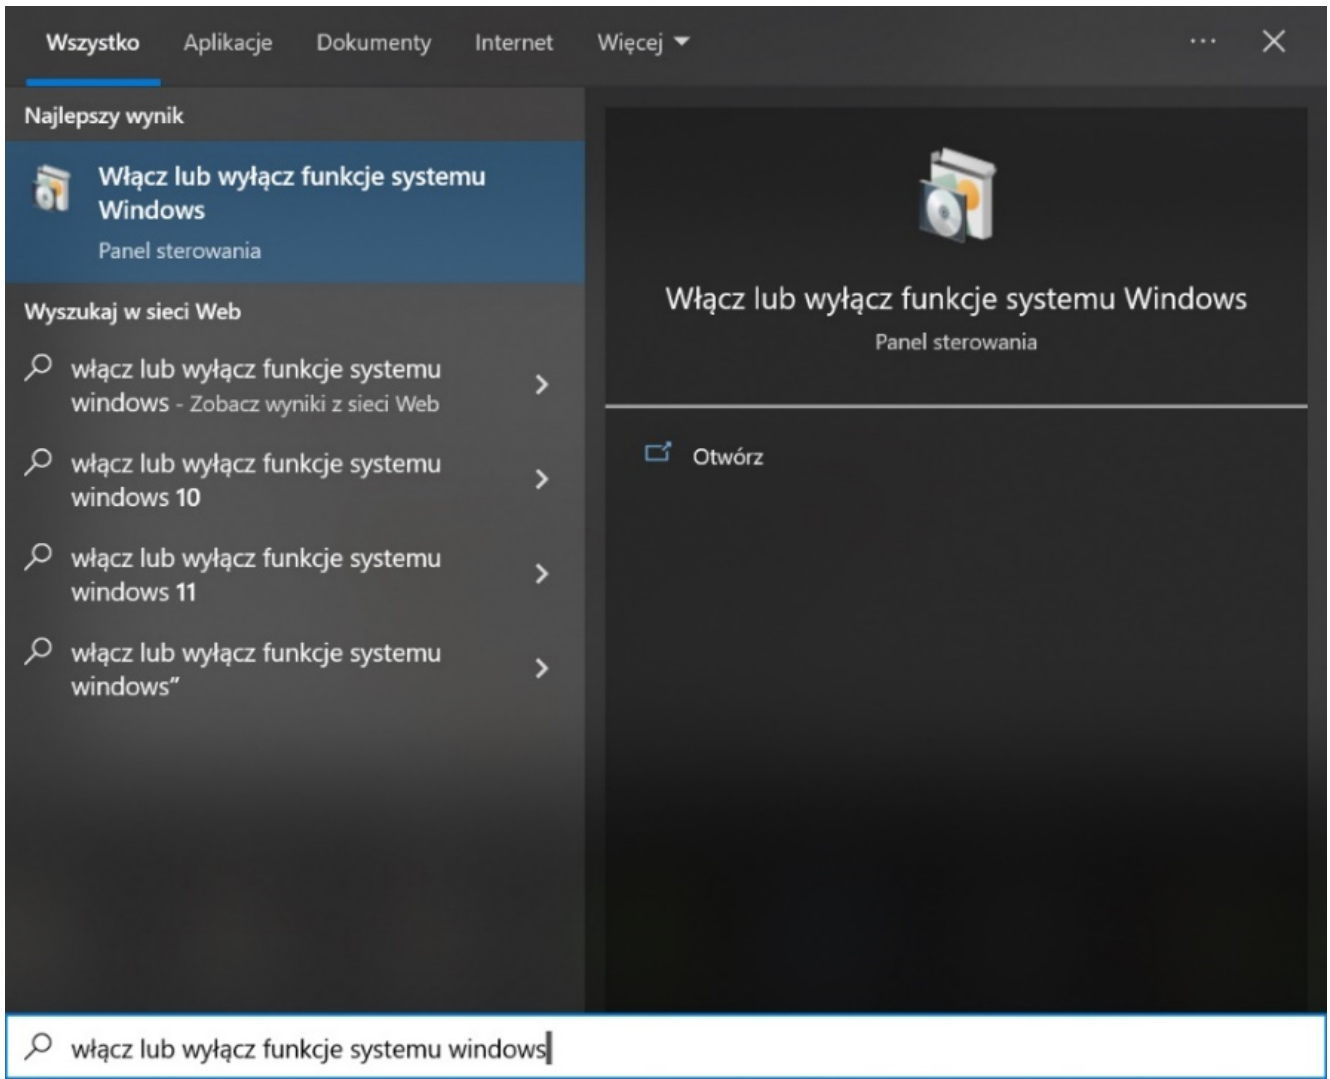 Wszystko Aplikacje Dokumenty Internet Więcej
Najlepszy wynik
Włącz lub wyłącz funkcje systemu
Windows
Panel sterowania
Wyszukaj w sieci Web
włącz lub wyłącz funkcje systemu
windows - Zobacz wyniki z sieci Web
włącz lub wyłącz funkcje systemu
windows 10
włącz lub wyłącz funkcje systemu
windows 11
włącz lub wyłącz funkcje systemu
windows”
Włącz lub wyłącz funkcje systemu Windows
Panel sterowania
Otwórz
włącz lub wyłącz funkcje systemu windows